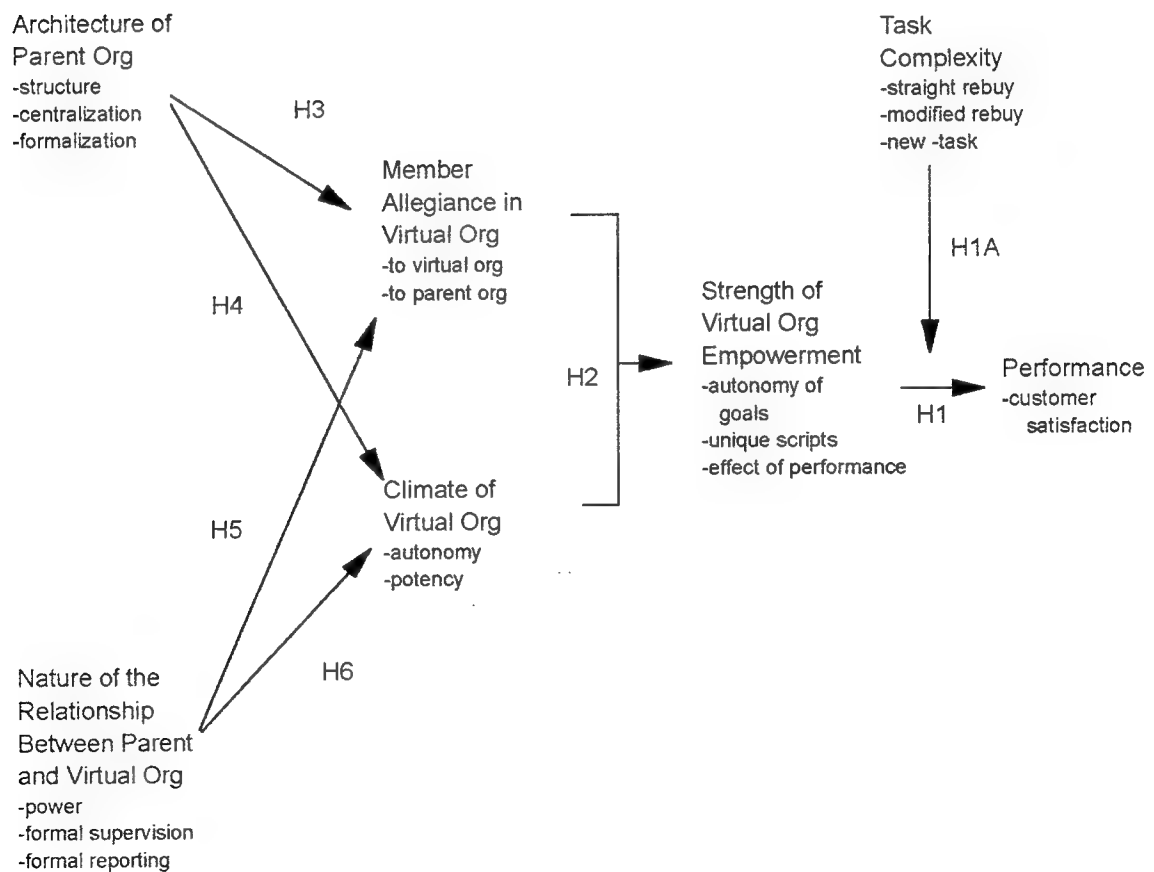 Architecture of
Parent Org
-structure
-centralization
-formalization
H3
Task
Complexity
-straight rebuy
-modified rebuy
-new -task
Member
Allegiance in
Virtual Org
-to virtual org
-to parent org
H1A
H4
Strength of
Virtual Org
Empowerment
-autonomy of
goals
-unique scripts
-effect of performance
H2
H1
Performance
-customer
satisfaction
Climate of
Virtual Org
-autonomy
-potency
H5
H6
Nature of the
Relationship
Between Parent
and Virtual Org
-power
-formal supervision
-formal reporting